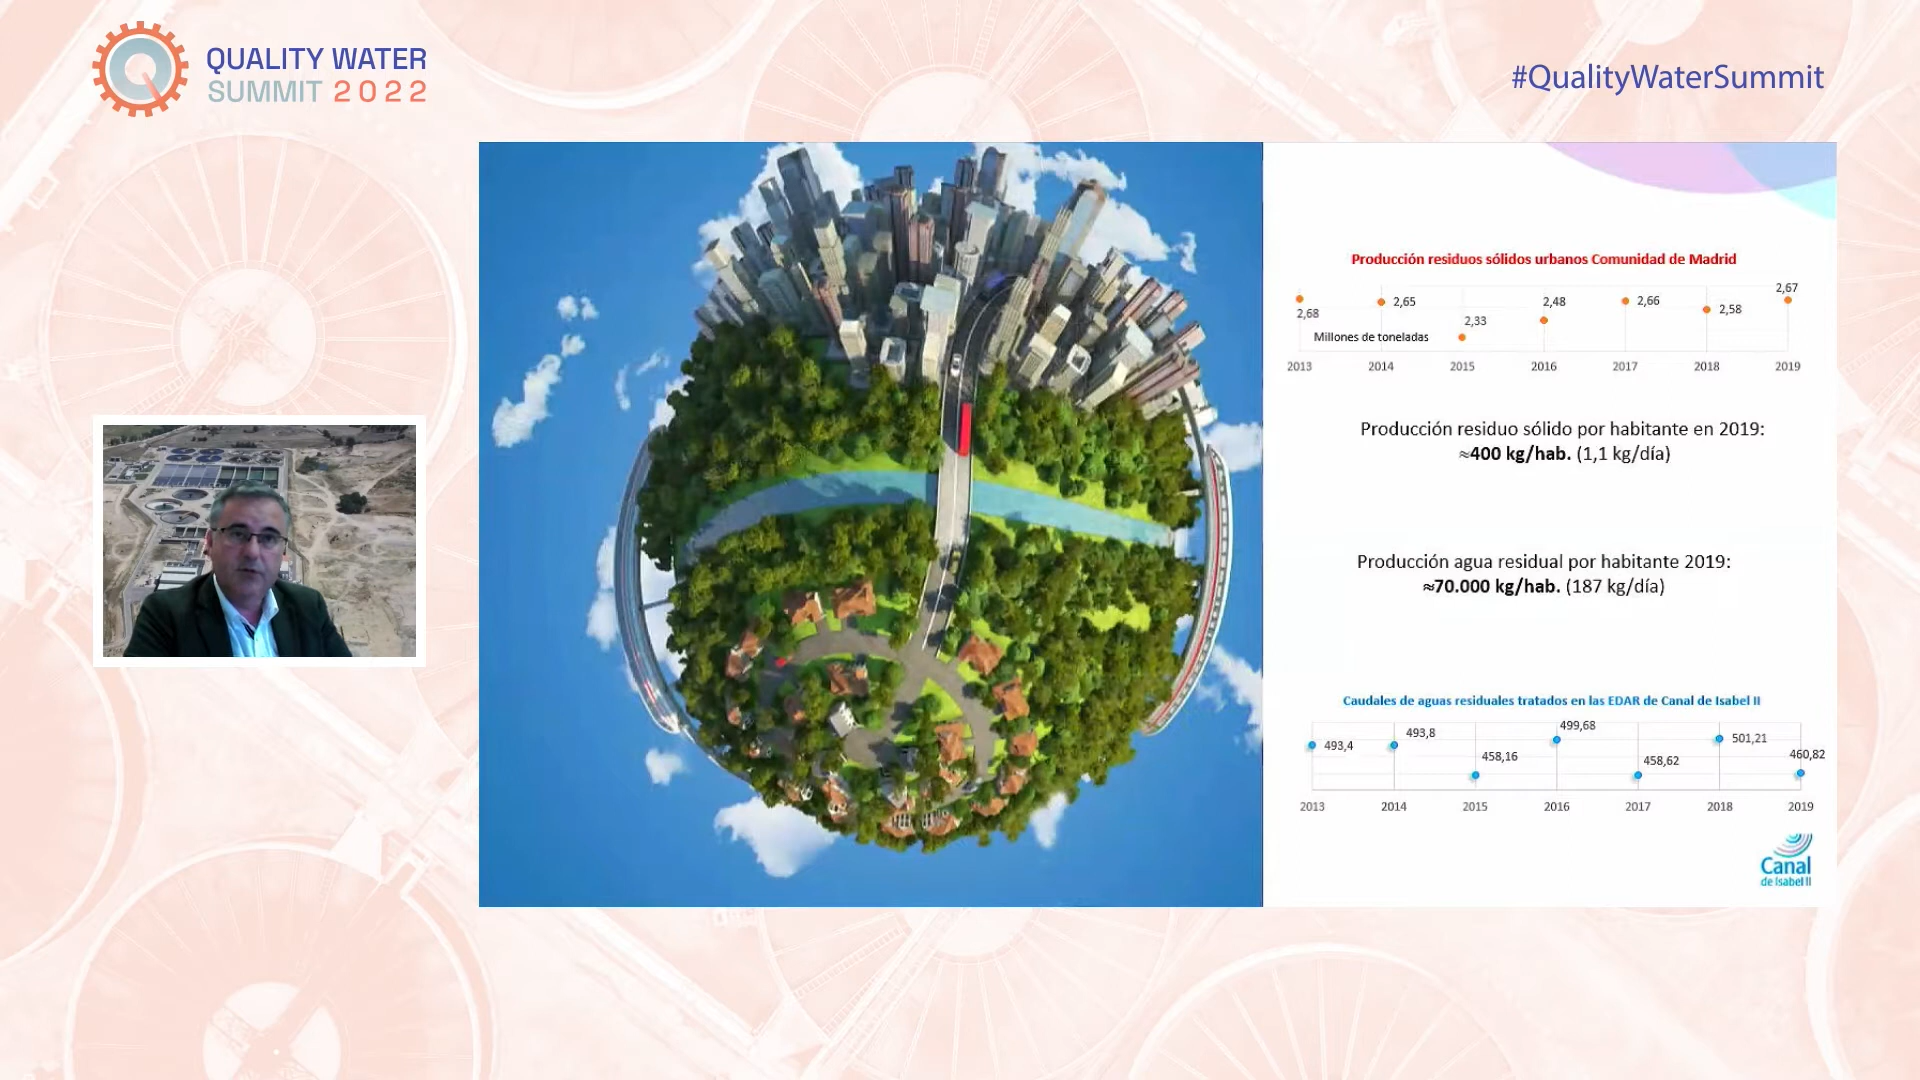 QUALITY WATER
SUMMIT 2022
#QualityWaterSummit
Producción residuos sólidos urbanos Comunidad de Madrid
2,68
2,65
2,33
2,48
2,66
2,58
2,67
Millones de toneladas
2013 2014 2015 2016 2017 2018 2019
Producción residuo sólido por habitante en 2019:
≈400 kg/hab. (1,1 kg/día)
Producción agua residual por habitante 2019:
≈70.000 kg/hab. (187 kg/día)
Caudales de aguas residuales tratados en las EDAR de Canal de Isabel II
493,4
493,8
458,16
499,68
458,62
501,21
460,82
2013 2014 2015 2016 2017 2018 2019
Canal
de Isabel II